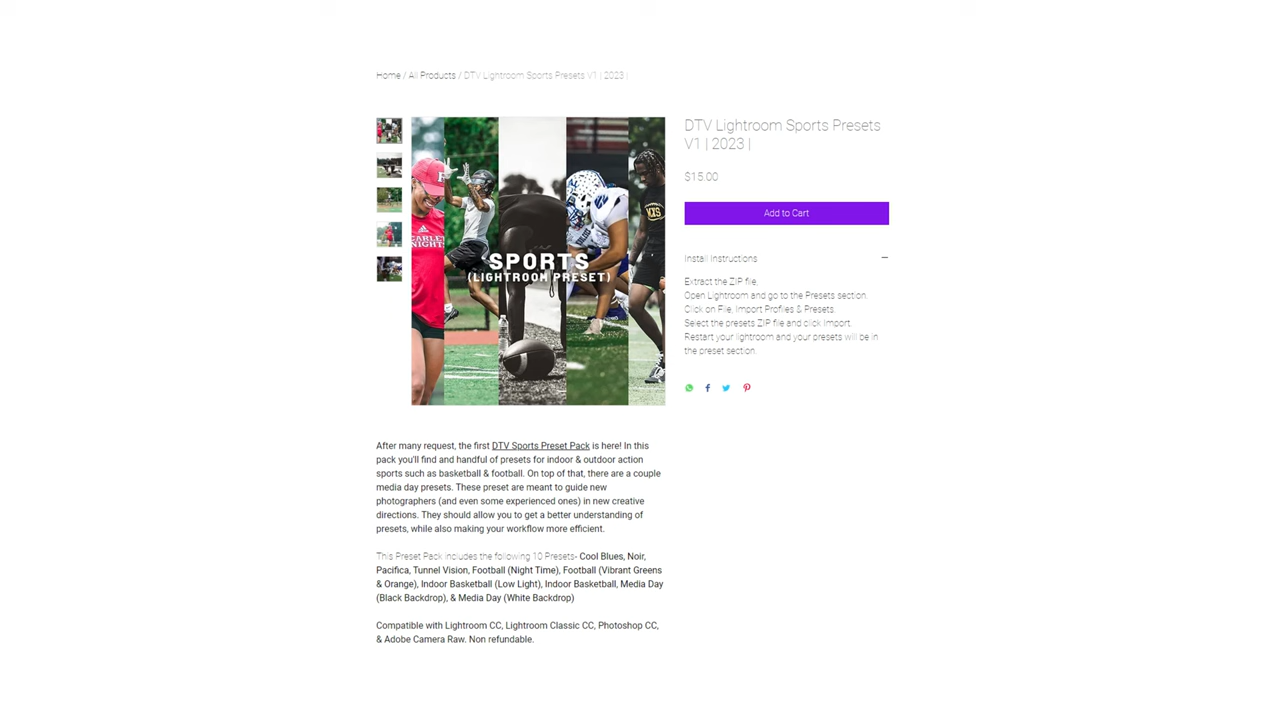 Home / All Products / DTV Lightroom Sports Presets V1 | 2023 |
DTV Lightroom Sports Presets
V1 | 2023 |
$15.00
Add to Cart
Install Instructions
Extract the ZIP file.
Open Lightroom and go to the Presets section.
Click on File, Import Profiles & Presets.
Select the presets ZIP file and click Import.
Restart your lightroom and your presets will be in
the preset section.
SPORTS
(LIGHTROOM PRESET)
After many request, the first DTV Sports Preset Pack is here! In this
pack you'll find and handful of presets for indoor & outdoor action
sports such as basketball & football. On top of that, there are a couple
media day presets. These preset are meant to guide new
photographers (and even some experienced ones) in new creative
directions. They should allow you to get a better understanding of
presets, while also making your workflow more efficient.
This Preset Pack includes the following 10 Presets- Cool Blues, Noir,
Pacifica, Tunnel Vision, Football (Night Time), Football (Vibrant Greens
& Orange), Indoor Basketball (Low Light), Indoor Basketball, Media Day
(Black Backdrop), & Media Day (White Backdrop)
Compatible with Lightroom CC, Lightroom Classic CC, Photoshop CC,
& Adobe Camera Raw. Non refundable.